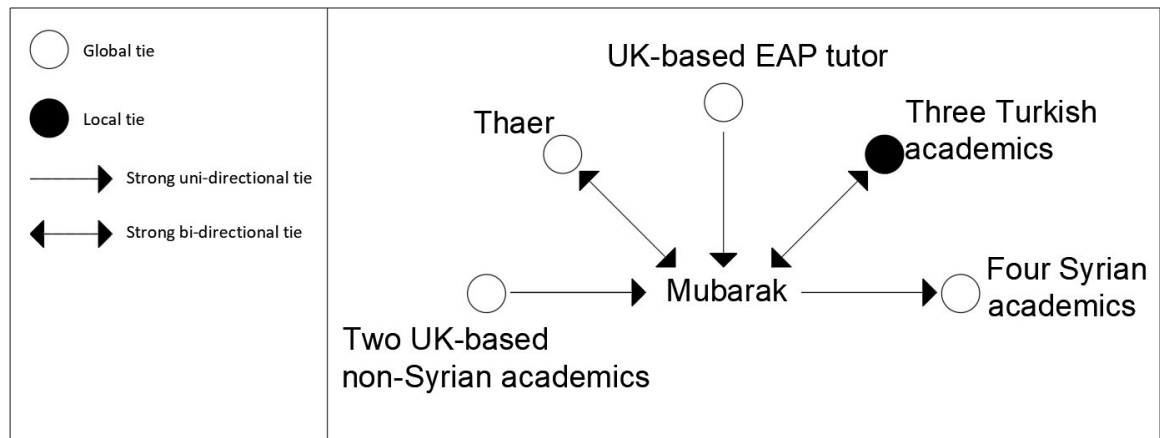 Global tie
Local tie
Strong uni-directional tie
Strong bi-directional tie
UK-based EAP tutor
Thaer
Three Turkish
academics
Mubarak
Four Syrian
academics
Two UK-based
non-Syrian academics